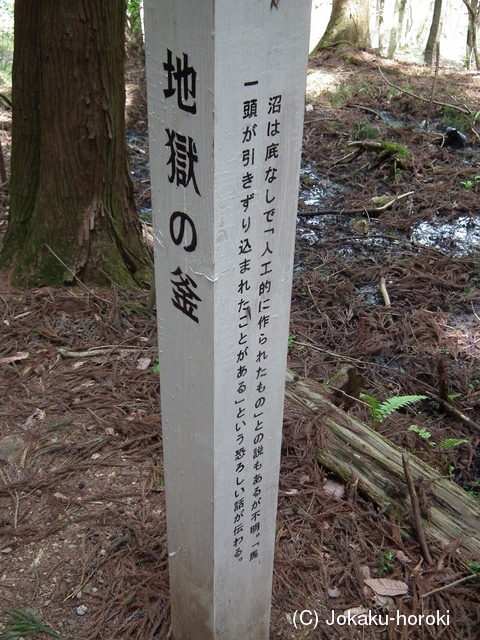 地獄の釜
沼は底なしで「人工的に作られたもの」との説もあるが不明。「馬
一頭が引きずり込まれたことがある」という恐ろしい話が伝わる。
(C) Jokaku-horoki